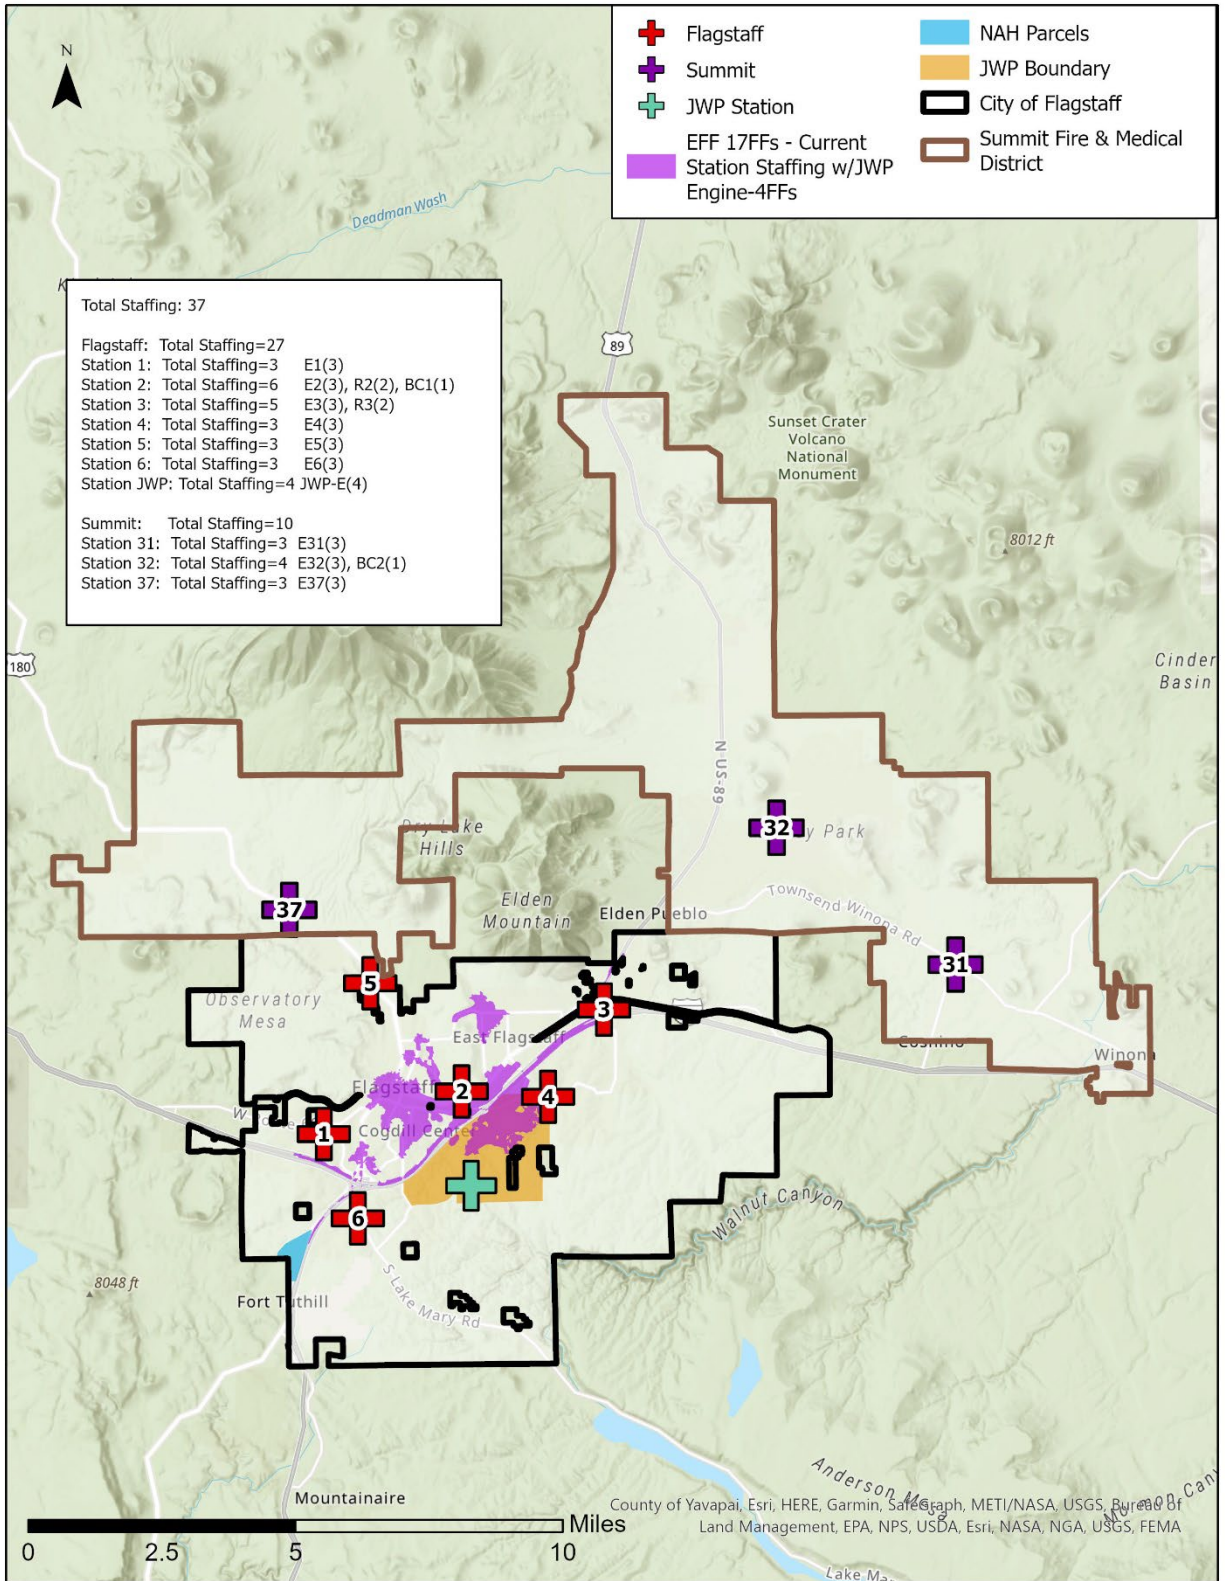 N
Flagstaff
Summit
JWP Station
EFF 17FFs - Current
Station Staffing w/JWP
Engine-4FFs
NAH Parcels
JWP Boundary
City of Flagstaff
Summit Fire & Medical
District
Deadman Wash
Total Staffing: 37
Flagstaff: Total Staffing=27
Station 1: Total Staffing=3 E1(3)
Station 2: Total Staffing=6 E2(3), R2(2), BC1(1)
Station 3: Total Staffing=5 E3(3), R3(2)
Station 4: Total Staffing=3 E4(3)
Station 5: Total Staffing=3 E5(3)
Station 6: Total Staffing=3 E6(3)
Station JWP: Total Staffing=4 JWP-E(4)
Summit: Total Staffing=10
Station 31: Total Staffing=3 E31(3)
Station 32: Total Staffing=4 E32(3), BC2(1)
Station 37: Total Staffing=3 E37(3)
89
Sunset Crater
Volcano
National
Monument
8012 ft
180
Cinder
Basin
N US-89
Dry Lake
Hills
32
y Park
37
Elden
Mountain
Elden Pueblo
Townsend Winona Rd
31
5
Observatory
Mesa
3
East Flagstaff
Cosnino
Winona
Flagstaff
2
4
1
Cogdill Center
6
Walnut Canyon
8048 ft
Fort Tuthill
S Lake Mary Rd
Mountainaire
Anderson Mesa
County of Yavapai, Esri, HERE, Garmin, SafeGraph, METI/NASA, USGS, Bureau of
Land Management, EPA, NPS, USDA, Esri, NASA, NGA, USGS, FEMA
Miles
0 2.5 5 10
Lake Ma